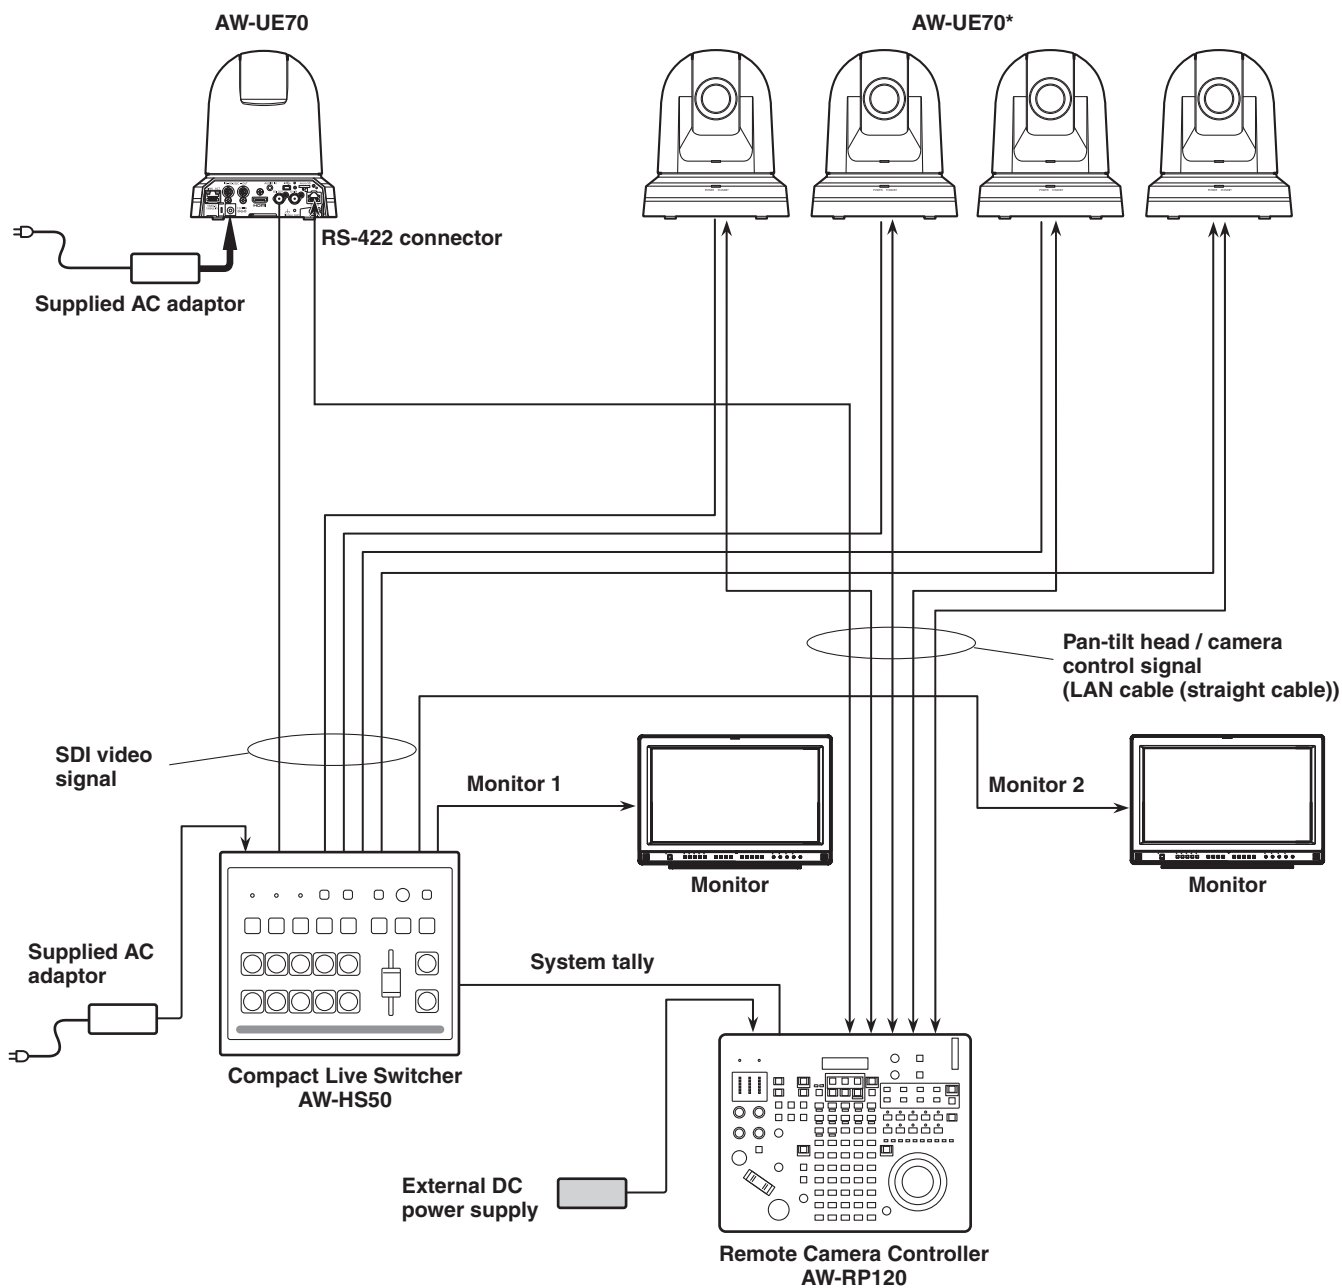 AW-UE70
AW-UE70*
RS-422 connector
Supplied AC adaptor
Pan-tilt head / camera
control signal
(LAN cable (straight cable))
SDI video
signal
Monitor 1
Monitor 2
Monitor
Monitor
Supplied AC
adaptor
System tally
Compact Live Switcher
AW-HS50
External DC
power supply
Remote Camera Controller
AW-RP120